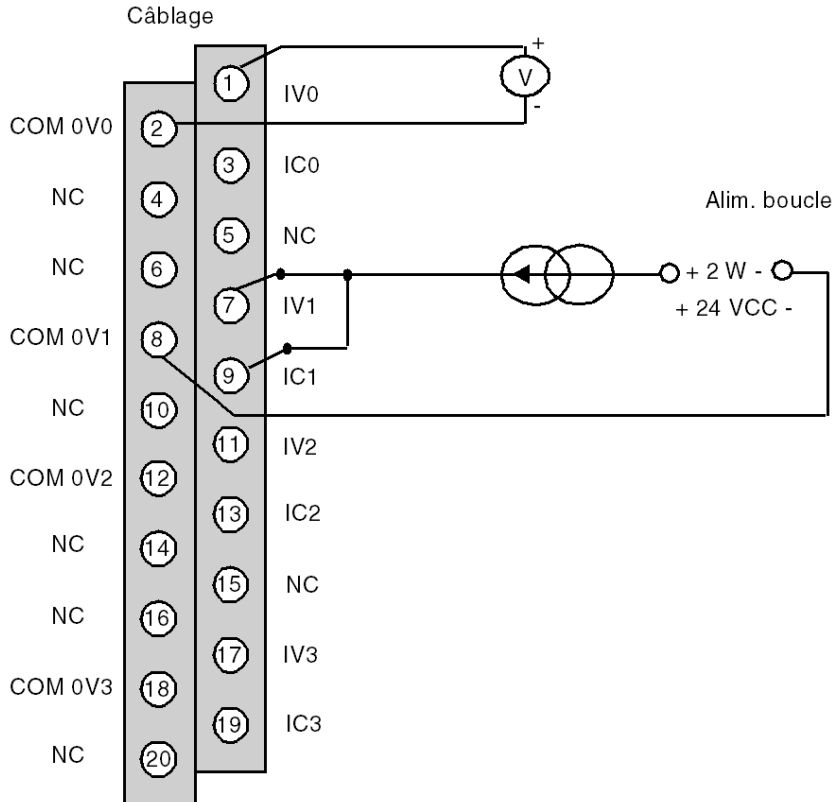 Câblage
+
1
V
IV0
-
COM 0V0
2
3
IC0
NC
4
Alim. boucle
5
NC
NC
6
+ 2 W -
7
IV1
+ 24 VCC -
COM 0V1
8
9
IC1
NC
10
11
IV2
COM 0V2
12
13
IC2
NC
14
15
NC
NC
16
17
IV3
COM 0V3
18
19
IC3
NC
20